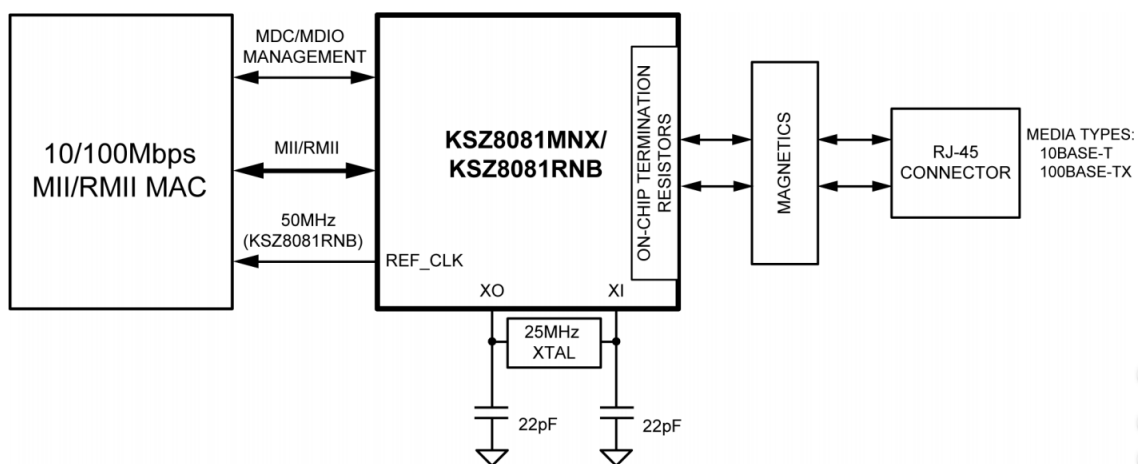 MDC/MDIO
MANAGEMENT
10/100Mbps
MII/RMII MAC
MII/RMII
50MHz
(KSZ8081RNB)
KSZ8081MNX/
KSZ8081RNB
REF_CLK
XO
XI
ON-CHIP TERMINATION
RESISTORS
MAGNETICS
RJ-45
CONNECTOR
MEDIA TYPES:
10BASE-T
100BASE-TX
25MHz
XTAL
22pF
22pF